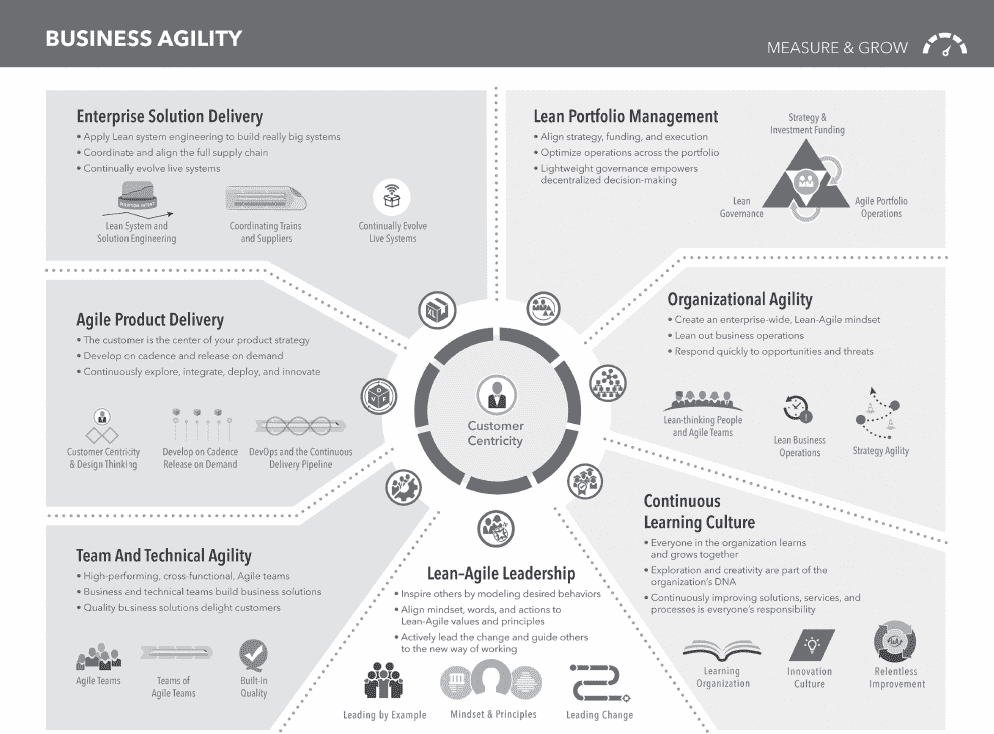 BUSINESS AGILITY
MEASURE & GROW
Enterprise Solution Delivery
• Apply Lean system engineering to build really big systems
• Coordinate and align the full supply chain
• Continually evolve live systems
SOLUTION INTENT
Lean System and
Solution Engineering
Coordinating Trains
and Suppliers
Continually Evolve
Live Systems
Lean Portfolio Management
• Align strategy, funding, and execution
• Optimize operations across the portfolio
• Lightweight governance empowers
decentralized decision-making
Strategy &
Investment Funding
Lean
Governance
Agile Portfolio
Operations
Agile Product Delivery
• The customer is the center of your product strategy
• Develop on cadence and release on demand
• Continuously explore, integrate, deploy, and innovate
Customer Centricity
& Design Thinking
Develop on Cadence
Release on Demand
DevOps and the Continuous
Delivery Pipeline
Organizational Agility
• Create an enterprise-wide, Lean-Agile mindset
• Lean out business operations
• Respond quickly to opportunities and threats
Lean-thinking People
and Agile Teams
Lean Business
Operations
Strategy Agility
XL
D
V F
Customer
Centricity
Team And Technical Agility
• High-performing, cross-functional, Agile teams
• Business and technical teams build business solutions
• Quality business solutions delight customers
Agile Teams
Teams of
Agile Teams
Built-in
Quality
Lean-Agile Leadership
• Inspire others by modeling desired behaviors
• Align mindset, words, and actions to
Lean-Agile values and principles
• Actively lead the change and guide others
to the new way of working
Leading by Example
Mindset & Principles
Leading Change
Continuous
Learning Culture
• Everyone in the organization learns
and grows together
• Exploration and creativity are part of the
organization's DNA
• Continuously improving solutions, services, and
processes is everyone's responsibility
Learning
Organization
Innovation
Culture
Relentless
Improvement